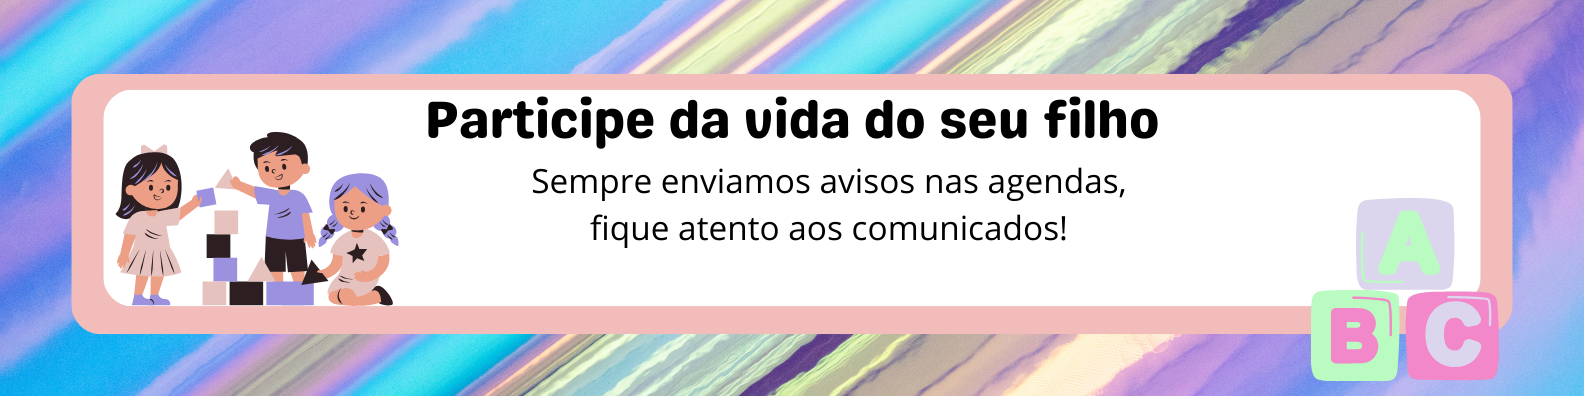 Participe da vida do seu filho
Sempre enviamos avisos nas agendas,
fique atento aos comunicados!
A
B C